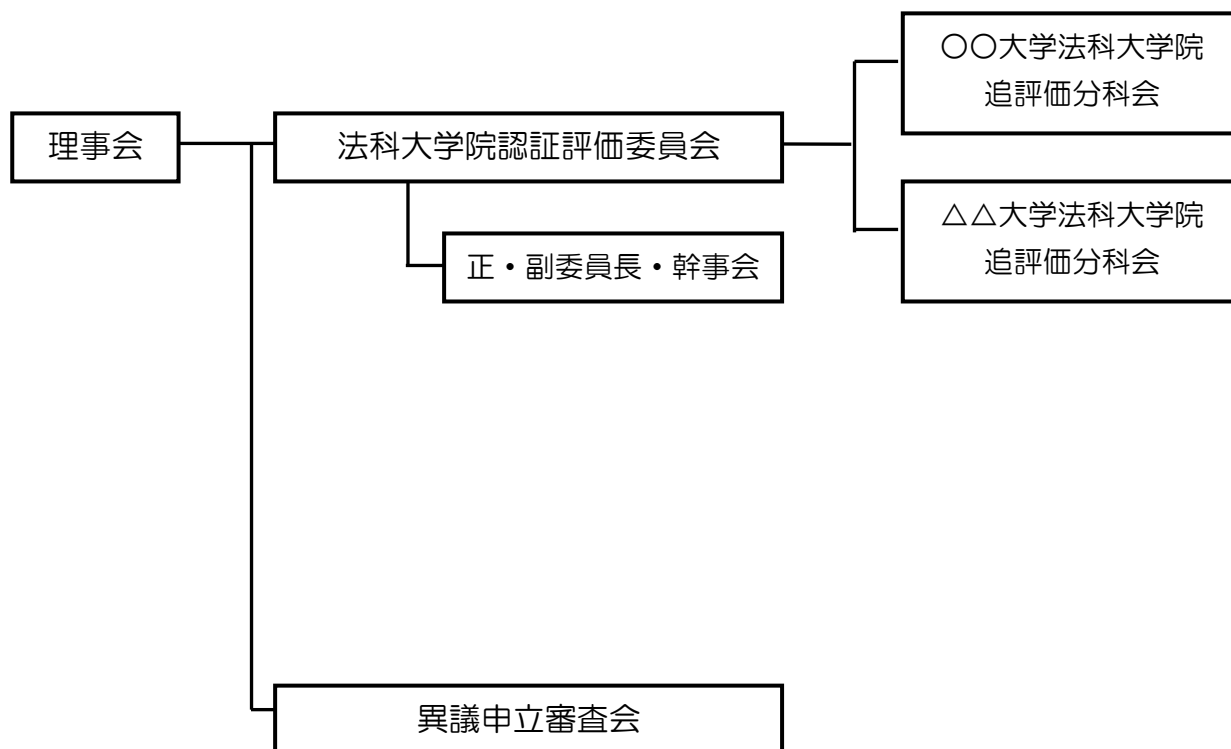 〇〇大学法科大学院
追評価分科会
理事会
法科大学院認証評価委員会
△△大学法科大学院
追評価分科会
正・副委員長・幹事会
異議申立審査会